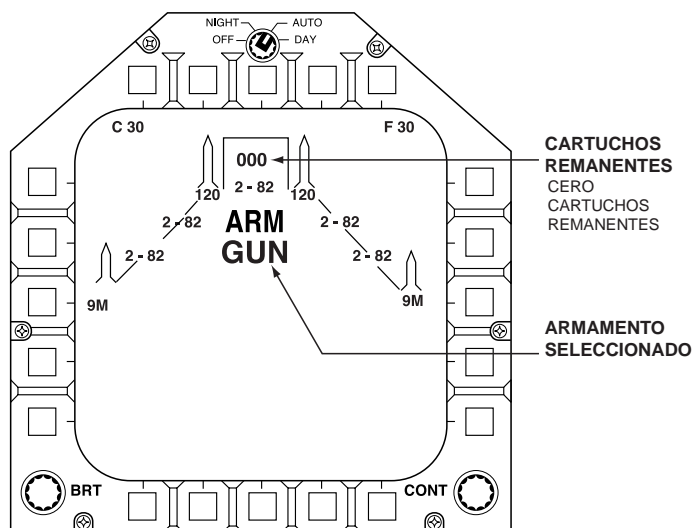 NIGHT AUTO
OFF DAY
C 30 F 30
000
120 2 - 82 120
2 - 82 ARM 2 - 82
2 - 82 GUN 2 - 82
9M 9M
BRT CONT
CARTUCHOS
REMANENTES
CERO
CARTUCHOS
REMANENTES
ARMAMENTO
SELECCIONADO